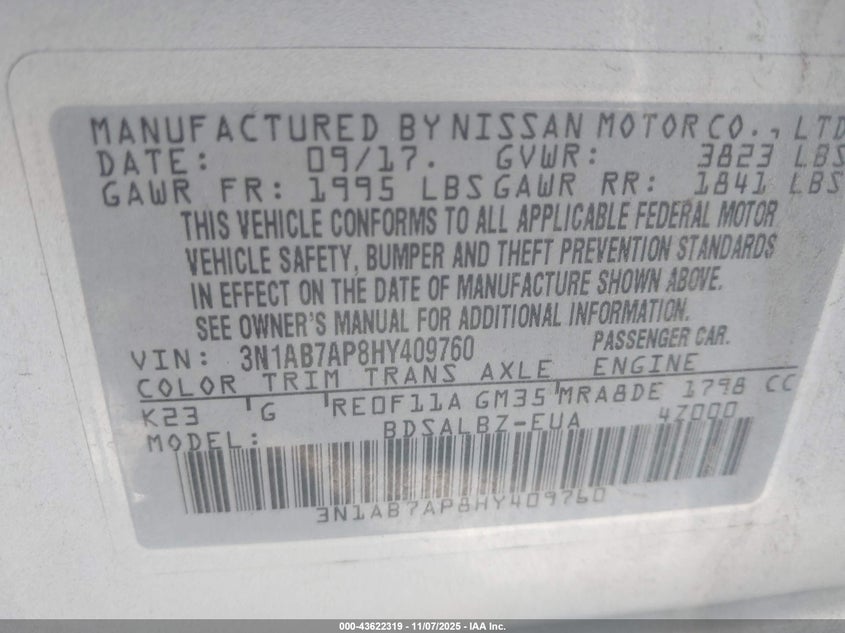 MANUFACTURED BY NISSAN MOTOR CO., LTD
DATE: 09/17. GVWR: 3823 LBS
GAWR FR: 1995 LBS GAWR RR: 1841 LBS
THIS VEHICLE CONFORMS TO ALL APPLICABLE FEDERAL MOTOR
VEHICLE SAFETY, BUMPER AND THEFT PREVENTION STANDARDS
IN EFFECT ON THE DATE OF MANUFACTURE SHOWN ABOVE.
SEE OWNER'S MANUAL FOR ADDITIONAL INFORMATION.
VIN: 3N1AB7AP8HY409760 PASSENGER CAR.
COLOR TRIM TRANS AXLE ENGINE
K23 G RE0F11A GM35 MRA8DE 1798 CC
MODEL: BDSALBZ-EUA 4Z000
3N1AB7AP8HY409760
000-43622319 - 11/07/2025 - IAA Inc.